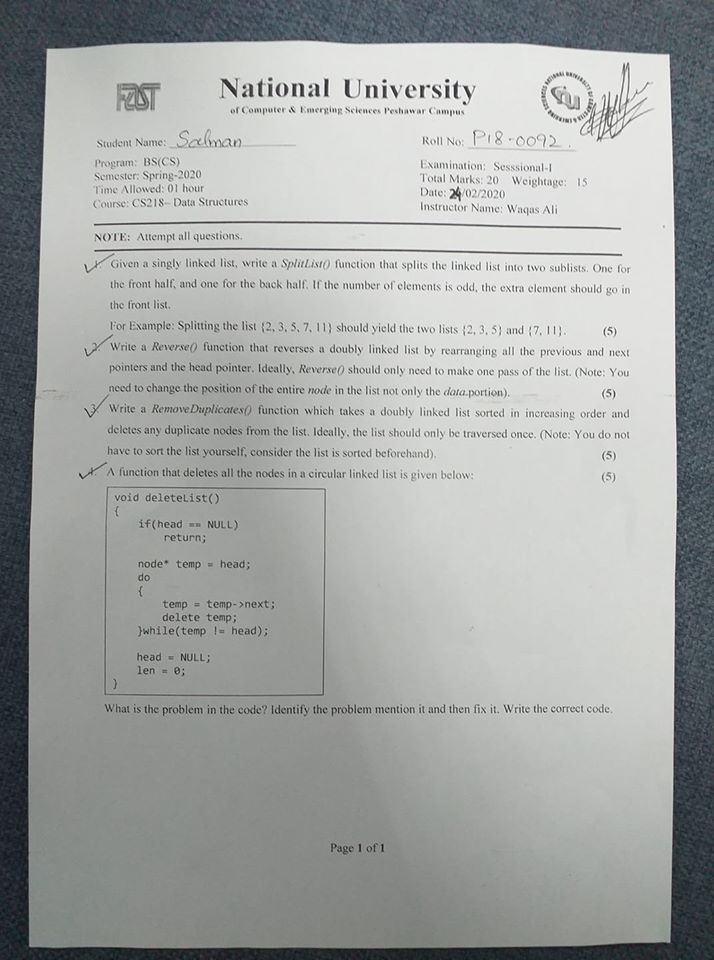 FAST
National University
of Computer & Emerging Sciences Peshawar Campus
Student Name: Salman
Roll No: P18-0092.
Program: BS(CS)
Semester: Spring-2020
Time Allowed: 01 hour
Course: CS218– Data Structures
Examination: Sesssional-I
Total Marks: 20 Weightage: 15
Date: 24/02/2020
Instructor Name: Waqas Ali
NOTE: Attempt all questions.
1. Given a singly linked list, write a SplitList() function that splits the linked list into two sublists. One for
the front half, and one for the back half. If the number of elements is odd, the extra element should go in
the front list.
For Example: Splitting the list {2, 3, 5, 7, 11} should yield the two lists {2, 3, 5} and {7, 11}. (5)
2. Write a Reverse() function that reverses a doubly linked list by rearranging all the previous and next
pointers and the head pointer. Ideally, Reverse() should only need to make one pass of the list. (Note: You
need to change the position of the entire node in the list not only the data portion). (5)
3. Write a RemoveDuplicates() function which takes a doubly linked list sorted in increasing order and
deletes any duplicate nodes from the list. Ideally, the list should only be traversed once. (Note: You do not
have to sort the list yourself, consider the list is sorted beforehand). (5)
4. A function that deletes all the nodes in a circular linked list is given below: (5)
void deleteList()
{
if(head == NULL)
return;
node* temp = head;
do
{
temp = temp->next;
delete temp;
}while(temp != head);
head = NULL;
len = 0;
}
What is the problem in the code? Identify the problem mention it and then fix it. Write the correct code.
Page 1 of 1